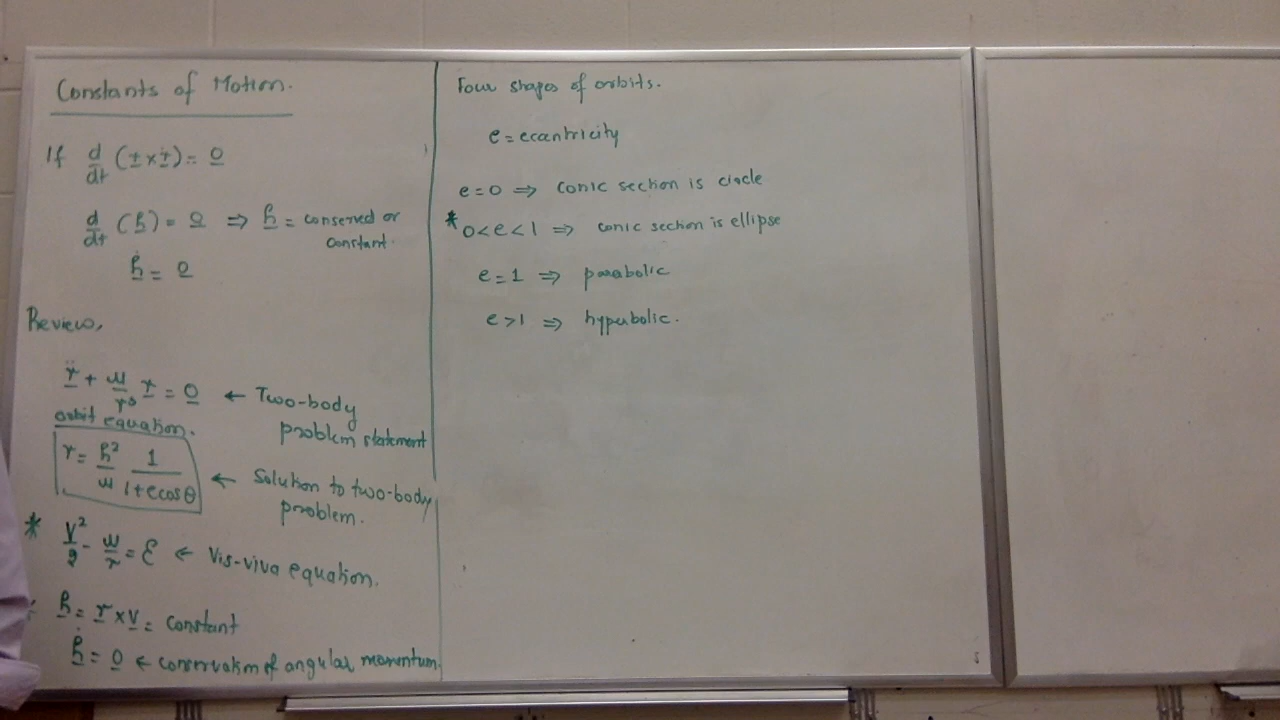 Constants of Motion.
If d/dt (r × ṙ) = 0
d/dt (h) = 0 ⇒ h = conserved or
constant.
ḣ = 0
Review,
r̈ + μ/r³ r = 0 ← Two-body
problem statement
orbit equation.
r = h²/μ 1/(1+ecosθ) ← Solution to two-body
problem.
* V²/2 - μ/r = ε ← Vis-viva equation.
h = r × v = constant
ḣ = 0 ← conservation of angular momentum.
Four shapes of orbits.
e = eccantricity
e = 0 ⇒ conic section is circle
* 0 < e < 1 ⇒ conic section is ellipse
e = 1 ⇒ parabolic
e > 1 ⇒ hyperbolic.